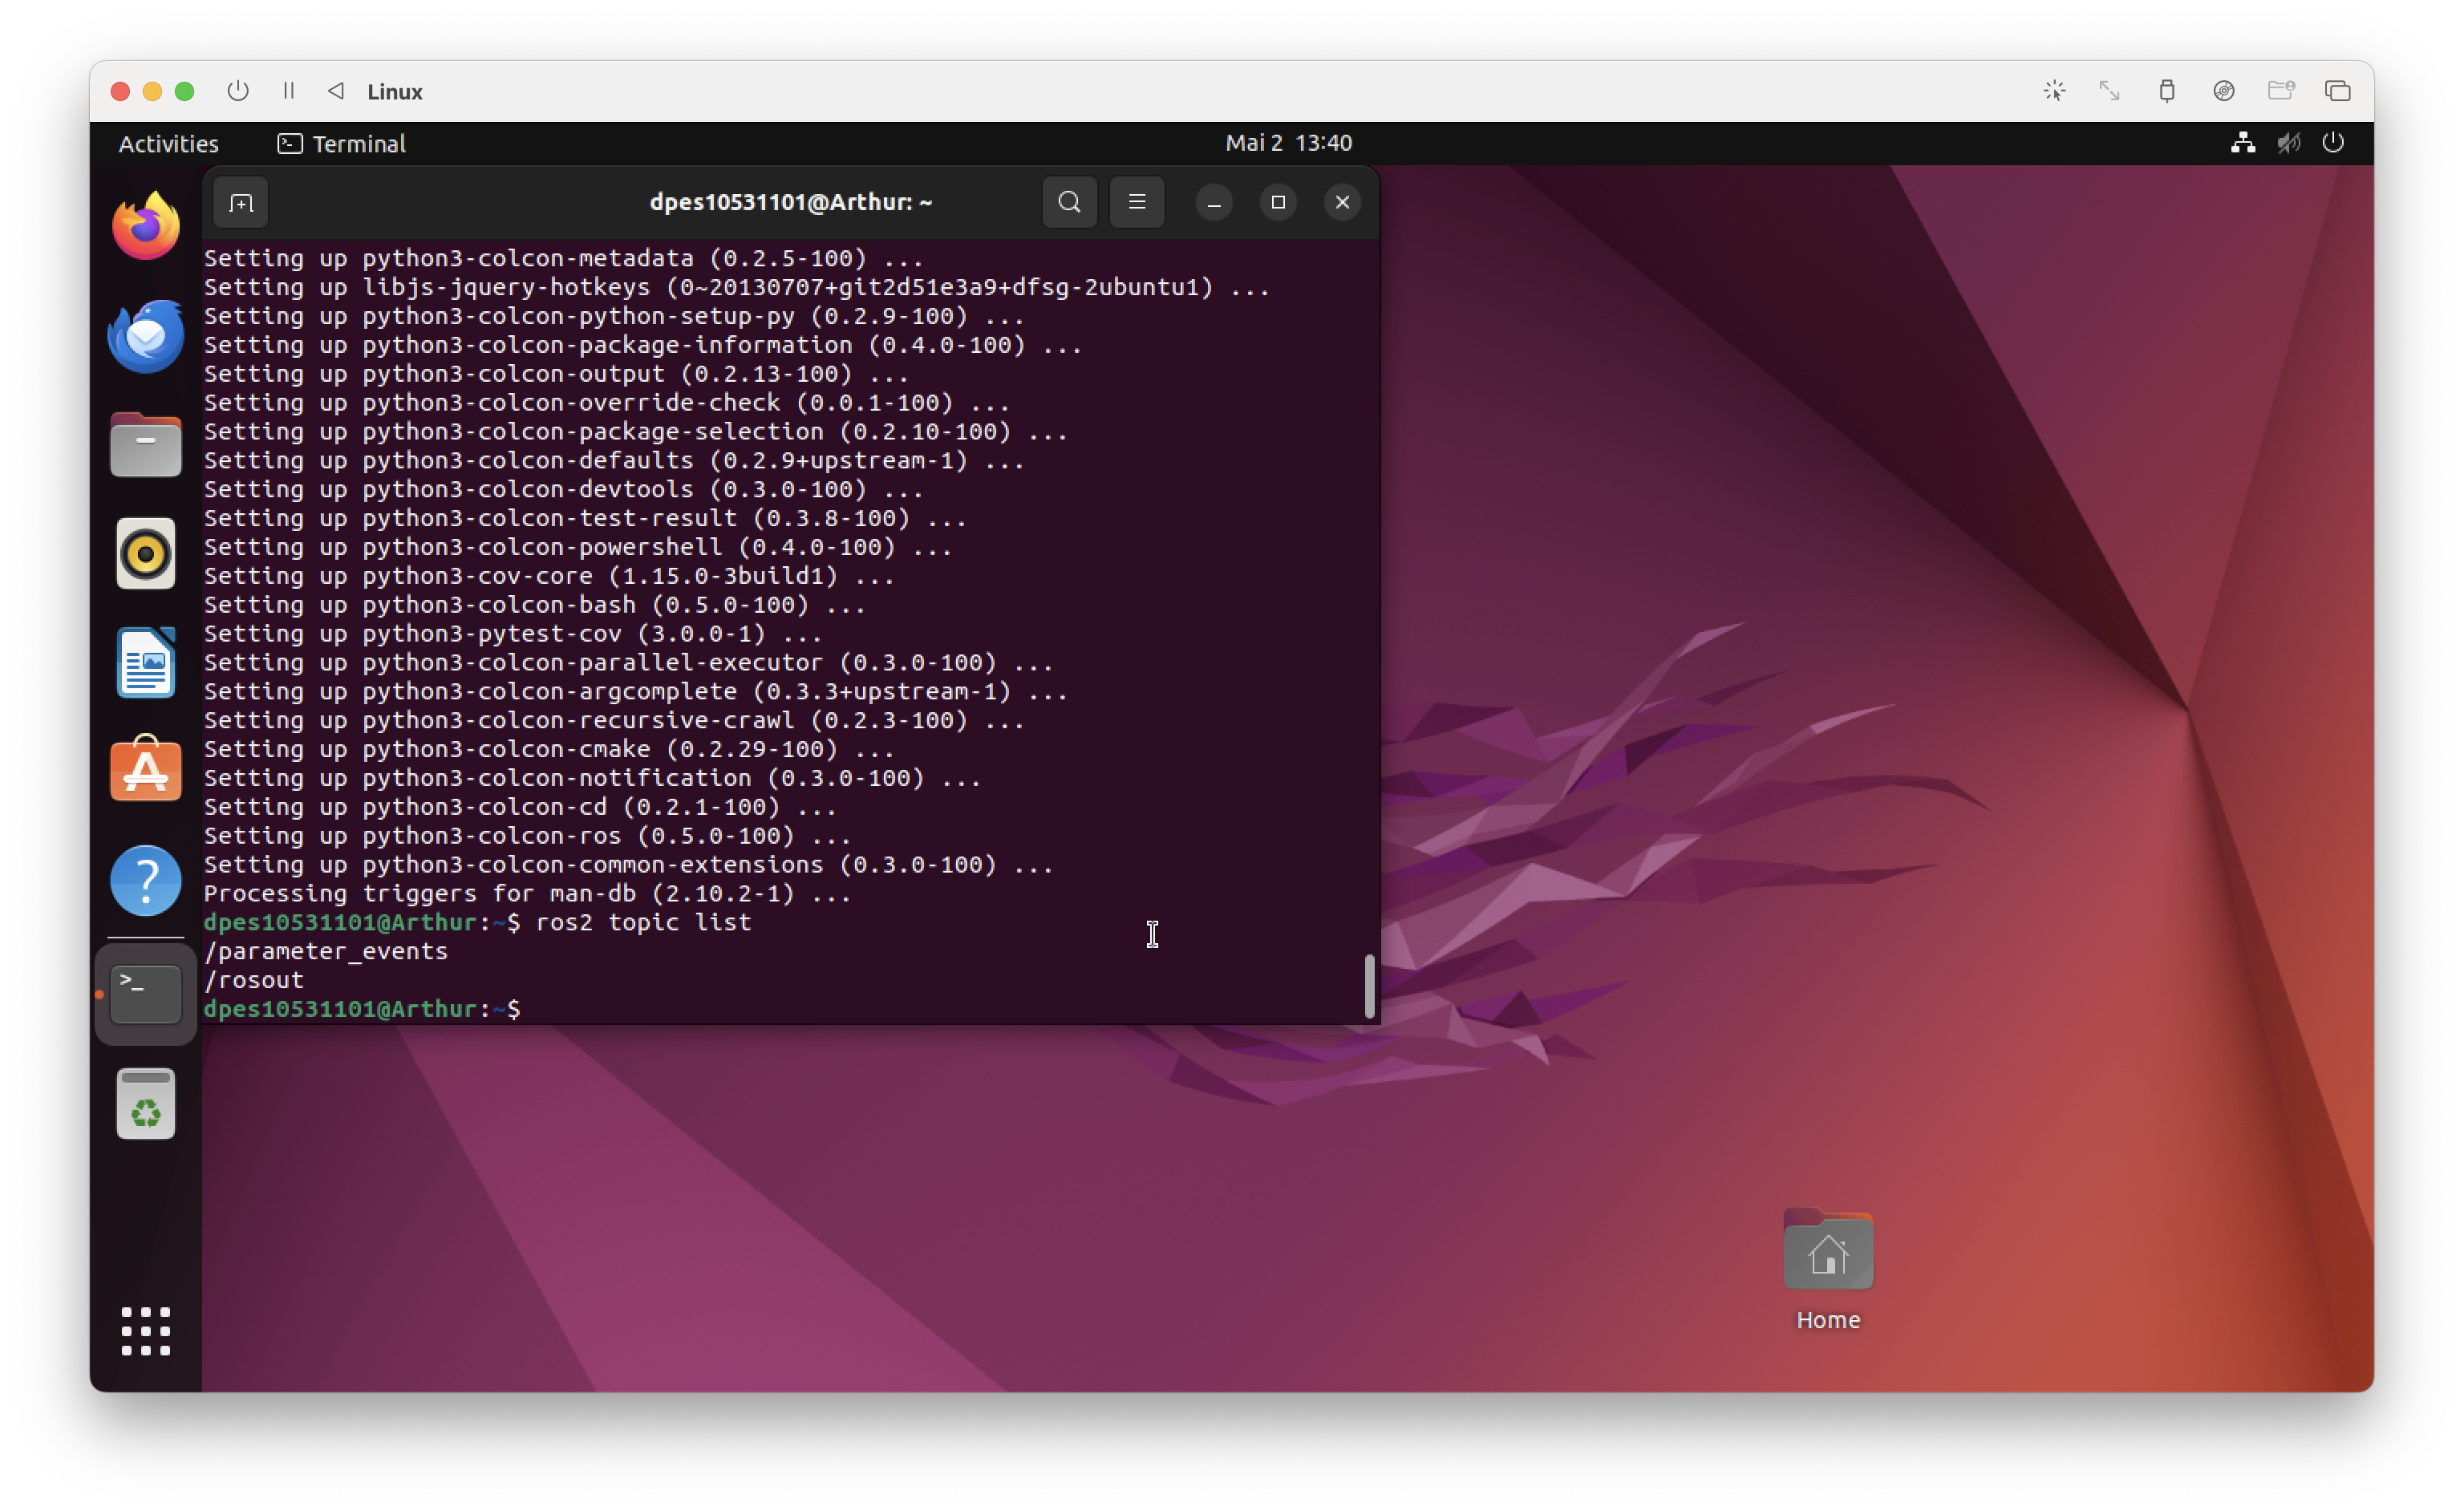 Linux
Activities
Terminal
Mai 2 13:40
dpes10531101@Arthur: ~
Setting up python3-colcon-metadata (0.2.5-100) ...
Setting up libjs-jquery-hotkeys (0~20130707+git2d51e3a9+dfsg-2ubuntu1) ...
Setting up python3-colcon-python-setup-py (0.2.9-100) ...
Setting up python3-colcon-package-information (0.4.0-100) ...
Setting up python3-colcon-output (0.2.13-100) ...
Setting up python3-colcon-override-check (0.0.1-100) ...
Setting up python3-colcon-package-selection (0.2.10-100) ...
Setting up python3-colcon-defaults (0.2.9+upstream-1) ...
Setting up python3-colcon-devtools (0.3.0-100) ...
Setting up python3-colcon-test-result (0.3.8-100) ...
Setting up python3-colcon-powershell (0.4.0-100) ...
Setting up python3-cov-core (1.15.0-3build1) ...
Setting up python3-colcon-bash (0.5.0-100) ...
Setting up python3-pytest-cov (3.0.0-1) ...
Setting up python3-colcon-parallel-executor (0.3.0-100) ...
Setting up python3-colcon-argcomplete (0.3.3+upstream-1) ...
Setting up python3-colcon-recursive-crawl (0.2.3-100) ...
Setting up python3-colcon-cmake (0.2.29-100) ...
Setting up python3-colcon-notification (0.3.0-100) ...
Setting up python3-colcon-cd (0.2.1-100) ...
Setting up python3-colcon-ros (0.5.0-100) ...
Setting up python3-colcon-common-extensions (0.3.0-100) ...
Processing triggers for man-db (2.10.2-1) ...
dpes10531101@Arthur:~$ ros2 topic list
/parameter_events
/rosout
dpes10531101@Arthur:~$
Home